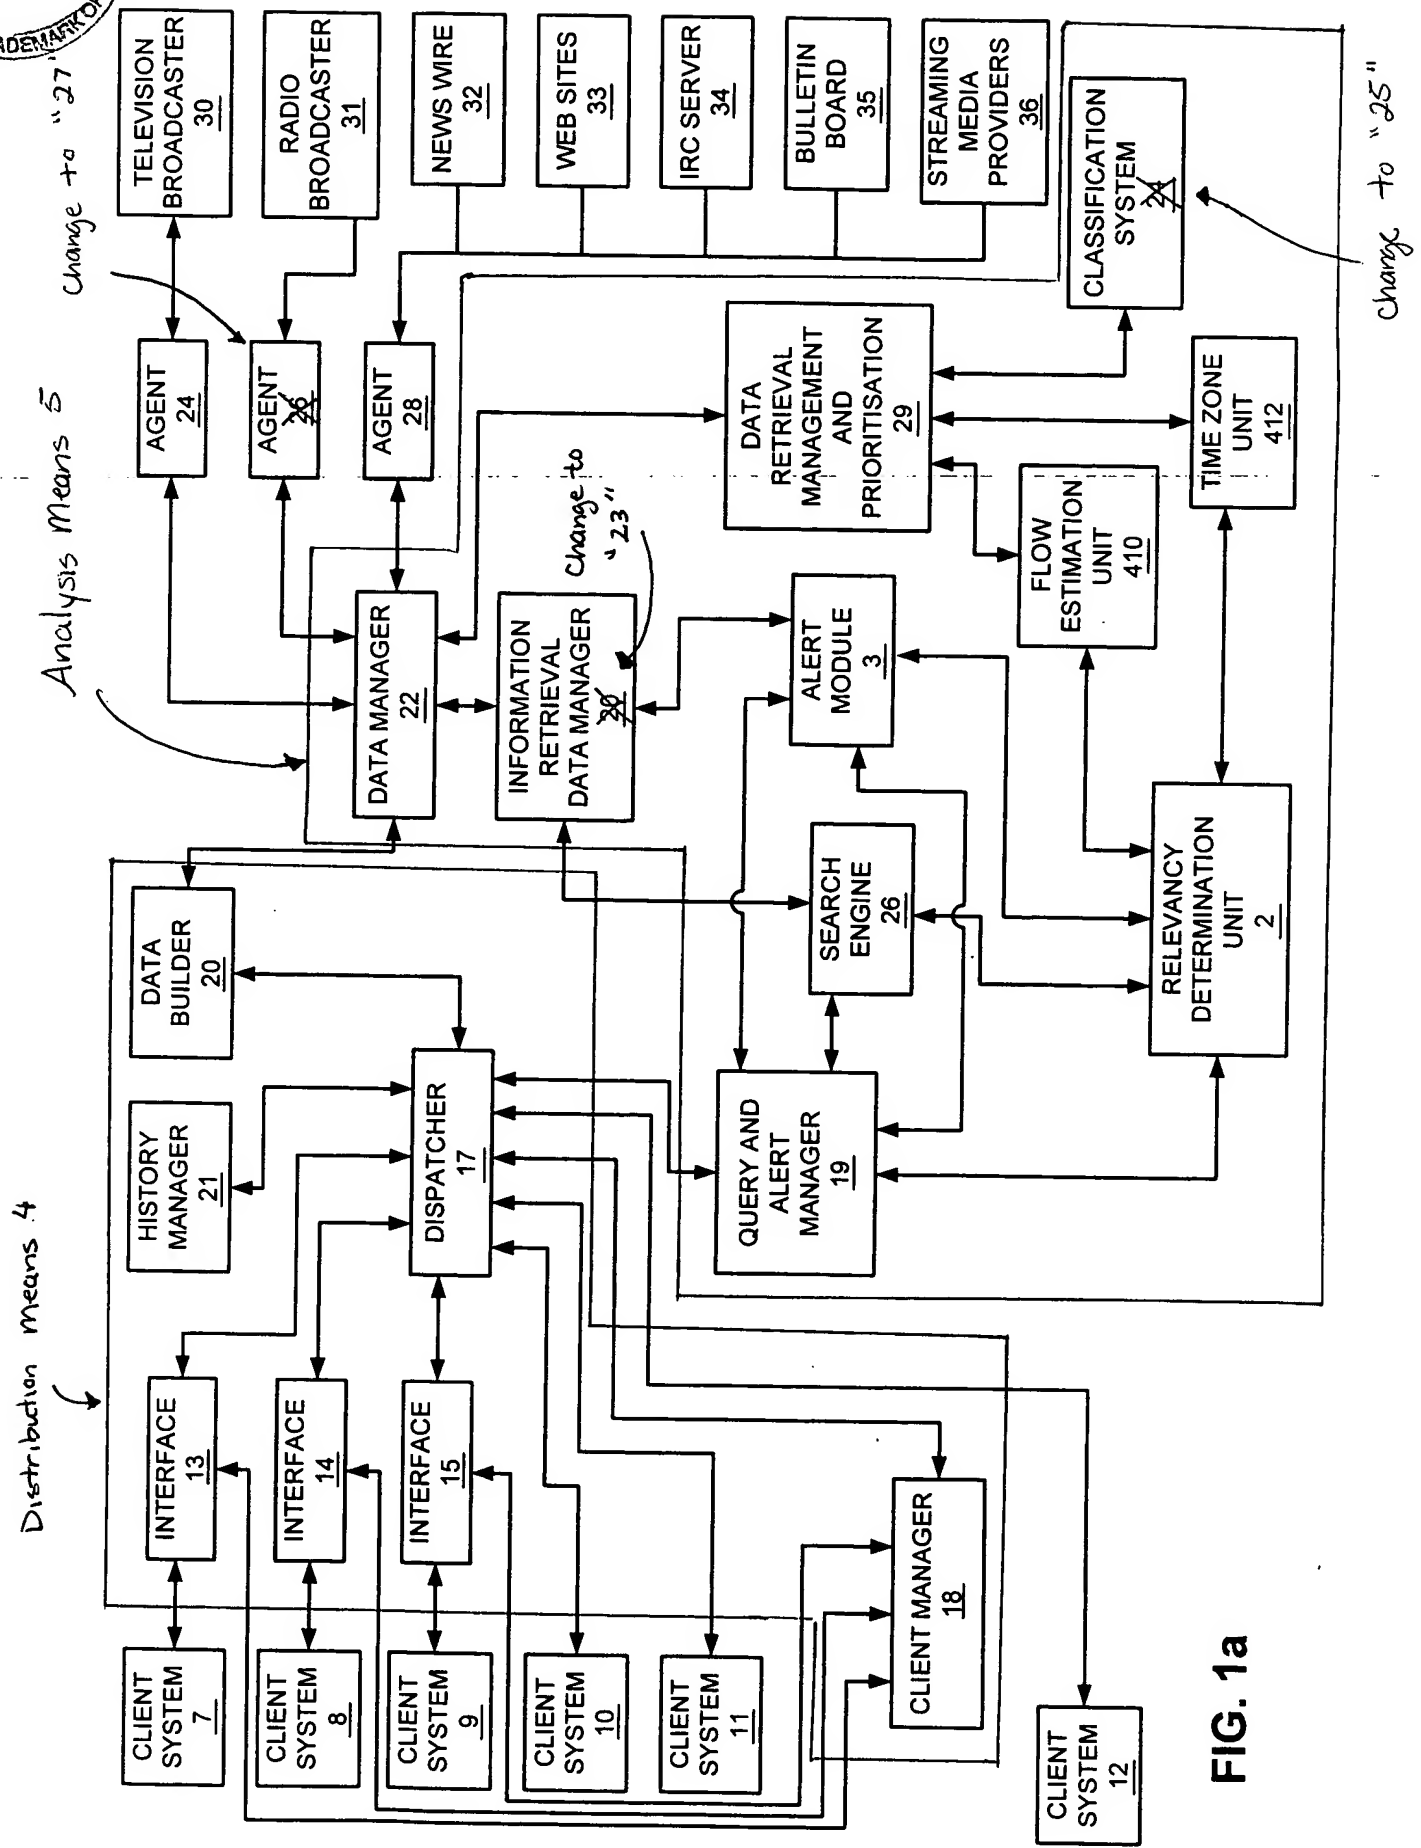 ADEMARK O
change to "27"
Analysis Means 5
Distribution means 4
TELEVISION
BROADCASTER
30
RADIO
BROADCASTER
31
NEWS WIRE
32
WEB SITES
33
IRC SERVER
34
BULLETIN
BOARD
35
STREAMING
MEDIA
PROVIDERS
36
AGENT
24
AGENT
26
AGENT
28
CLASSIFICATION
SYSTEM
24
change to "25"
DATA
RETRIEVAL
MANAGEMENT
AND
PRIORITISATION
29
TIME ZONE
UNIT
412
FLOW
ESTIMATION
UNIT
410
DATA MANAGER
22
INFORMATION
RETRIEVAL
DATA MANAGER
20
Change to
"23"
ALERT
MODULE
3
SEARCH
ENGINE
26
RELEVANCY
DETERMINATION
UNIT
2
DATA
BUILDER
20
HISTORY
MANAGER
21
DISPATCHER
17
QUERY AND
ALERT
MANAGER
19
INTERFACE
13
INTERFACE
14
INTERFACE
15
CLIENT
SYSTEM
7
CLIENT
SYSTEM
8
CLIENT
SYSTEM
9
CLIENT
SYSTEM
10
CLIENT
SYSTEM
11
CLIENT MANAGER
18
CLIENT
SYSTEM
12
FIG. 1a